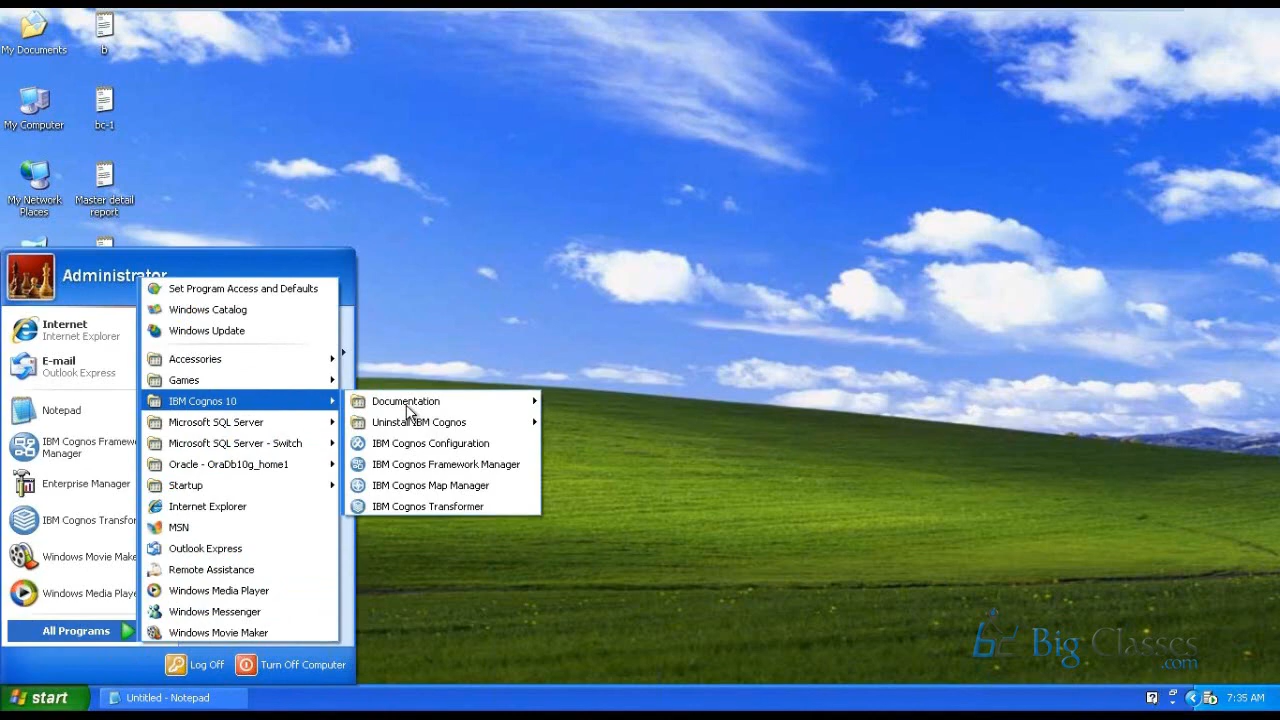 My Documents
b
My Computer
bc-1
My Network
Places
Master detail
report
Administrator
Internet
Internet Explorer
E-mail
Outlook Express
Notepad
IBM Cognos Framew
Manager
Enterprise Manager
IBM Cognos Transfor
Windows Movie Make
Windows Media Playe
All Programs
Set Program Access and Defaults
Windows Catalog
Windows Update
Accessories
Games
IBM Cognos 10
Microsoft SQL Server
Microsoft SQL Server - Switch
Oracle - OraDb10g_home1
Startup
Internet Explorer
MSN
Outlook Express
Remote Assistance
Windows Media Player
Windows Messenger
Windows Movie Maker
Documentation
Uninstall IBM Cognos
IBM Cognos Configuration
IBM Cognos Framework Manager
IBM Cognos Map Manager
IBM Cognos Transformer
Log Off
Turn Off Computer
Big Classes
.com
start
Untitled - Notepad
7:35 AM